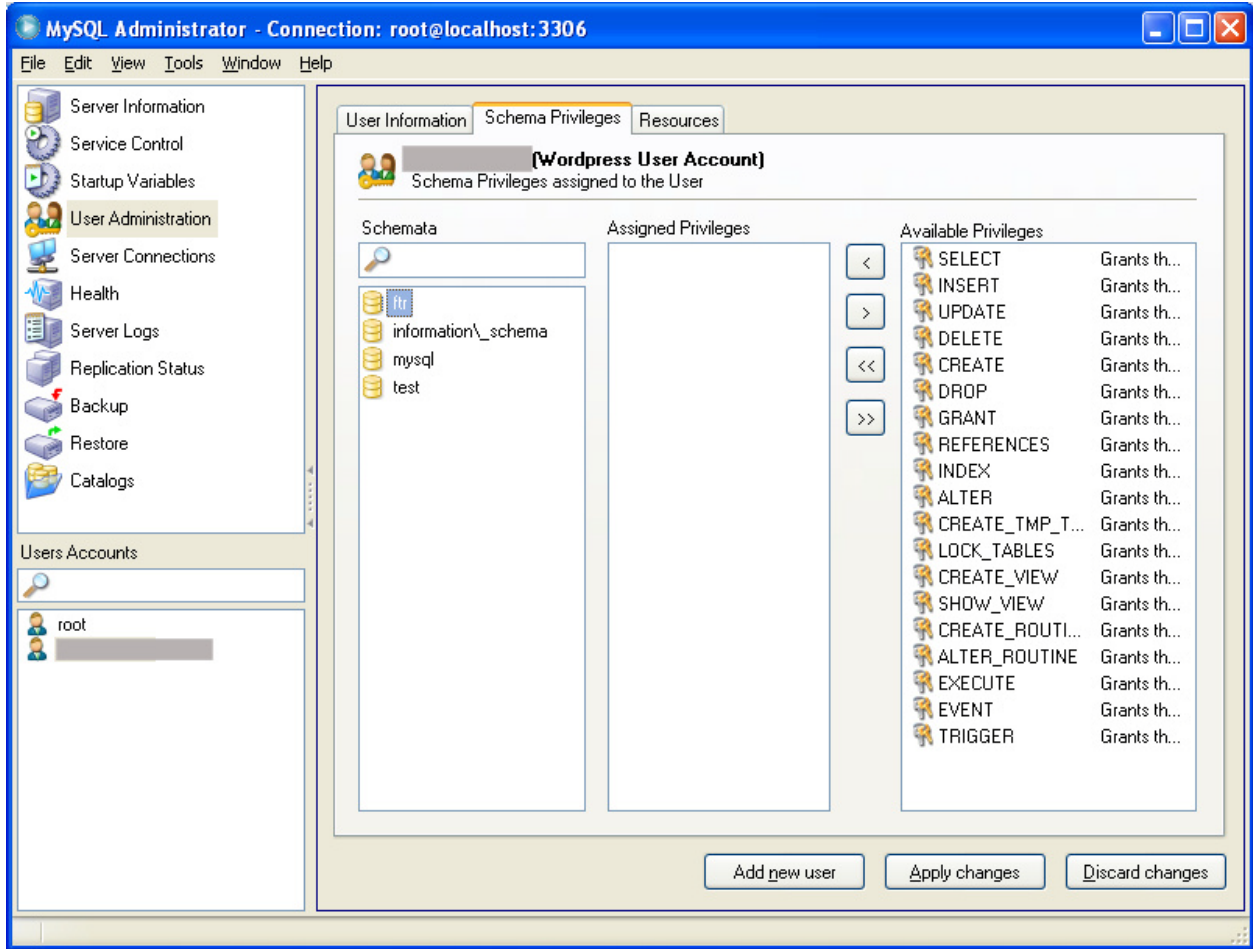 MySQL Administrator - Connection: root@localhost:3306
File Edit View Tools Window Help
Server Information
Service Control
Startup Variables
User Administration
Server Connections
Health
Server Logs
Replication Status
Backup
Restore
Catalogs
Users Accounts
root
User Information Schema Privileges Resources
(Wordpress User Account)
Schema Privileges assigned to the User
Schemata
ftr
information\_schema
mysql
test
Assigned Privileges
<
>
<<
>>
Available Privileges
SELECT Grants th...
INSERT Grants th...
UPDATE Grants th...
DELETE Grants th...
CREATE Grants th...
DROP Grants th...
GRANT Grants th...
REFERENCES Grants th...
INDEX Grants th...
ALTER Grants th...
CREATE_TMP_T... Grants th...
LOCK_TABLES Grants th...
CREATE_VIEW Grants th...
SHOW_VIEW Grants th...
CREATE_ROUTI... Grants th...
ALTER_ROUTINE Grants th...
EXECUTE Grants th...
EVENT Grants th...
TRIGGER Grants th...
Add new user Apply changes Discard changes